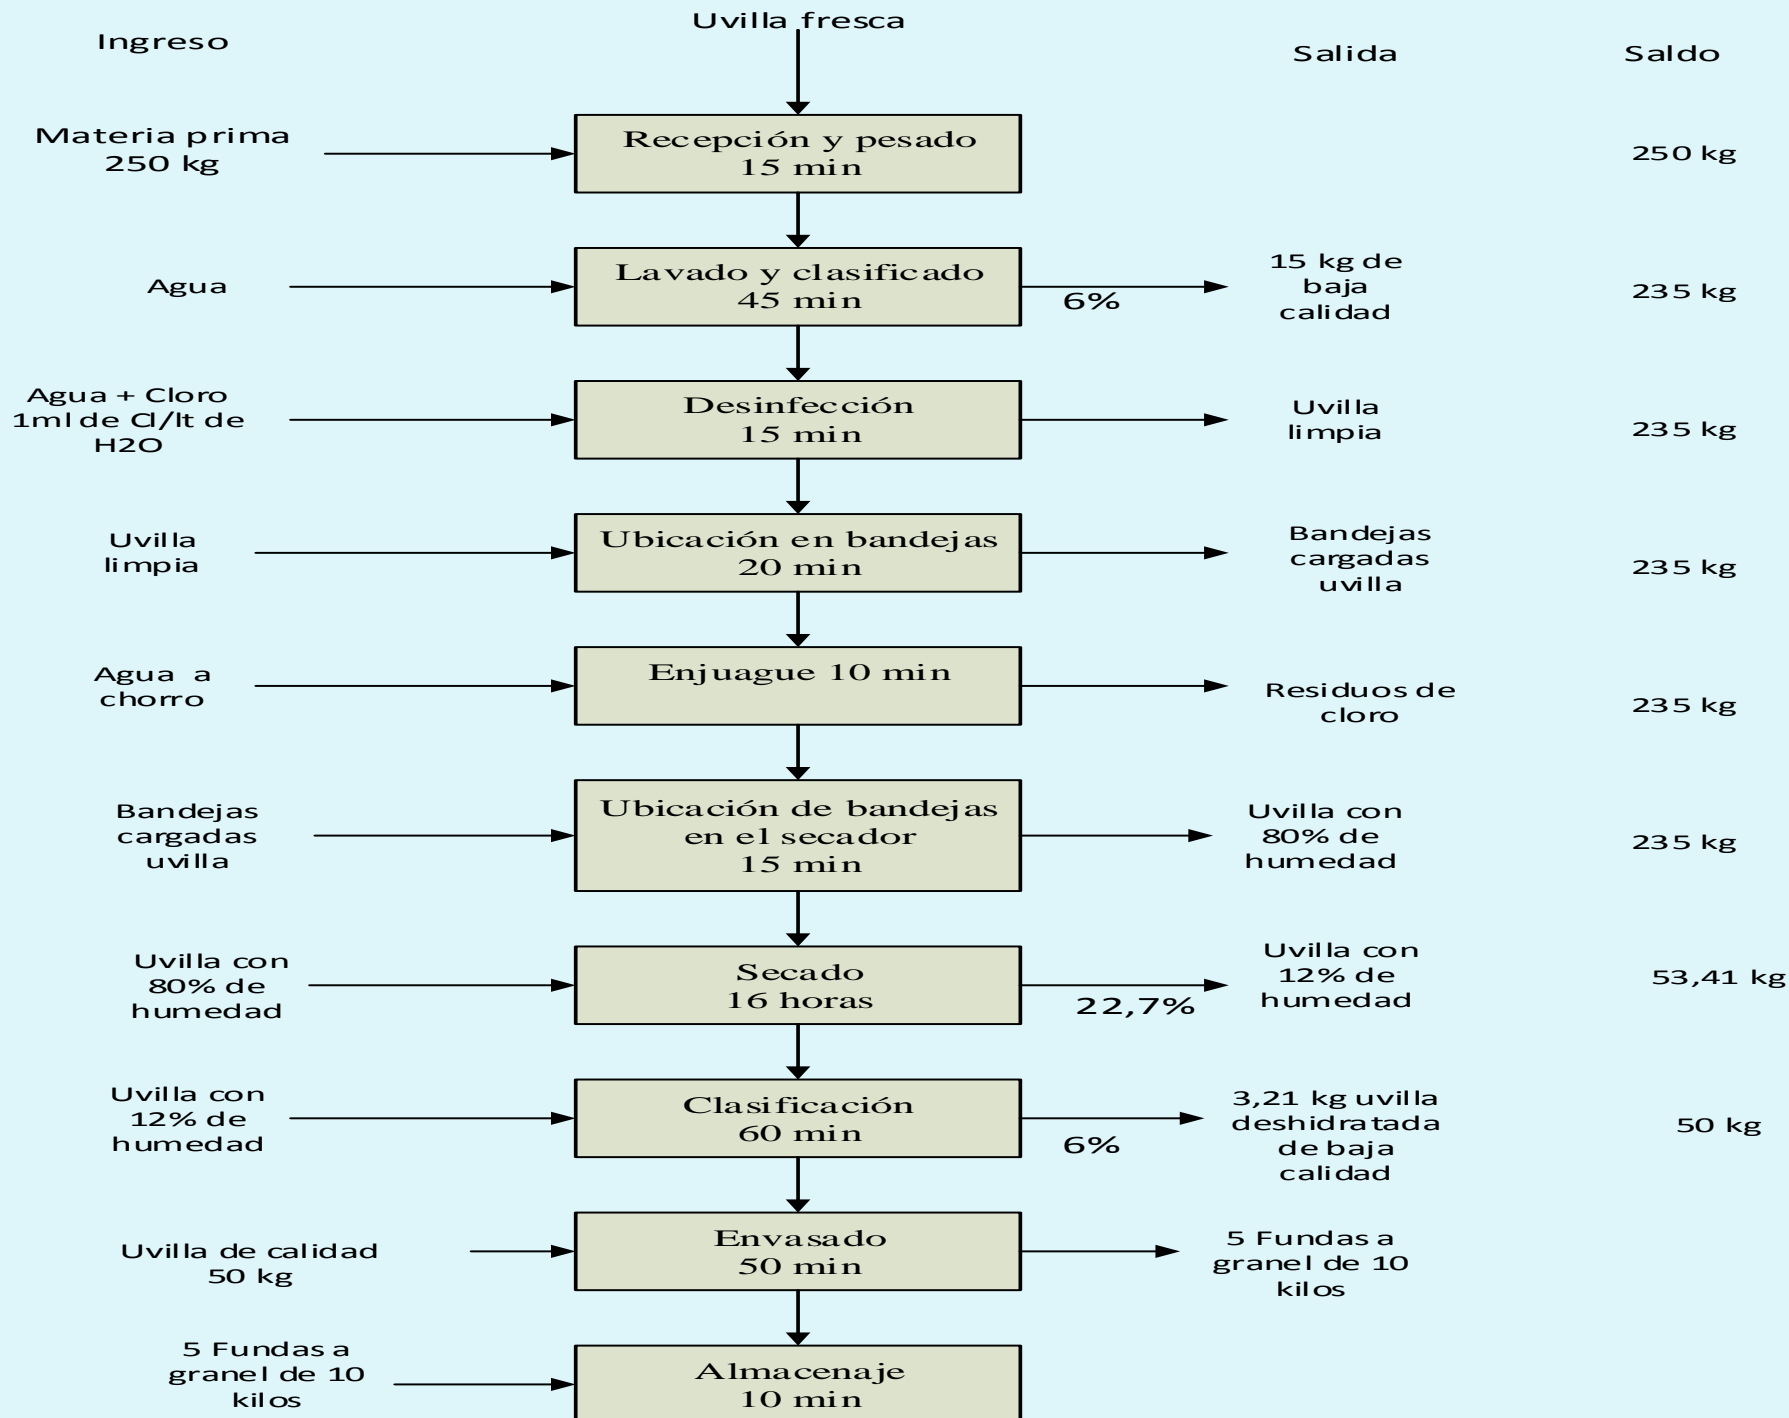 Uvilla fresca
Ingreso
Salida
Saldo
Materia prima
250 kg
Recepción y pesado
15 min
250 kg
Agua
Lavado y clasificado
45 min
6%
15 kg de
baja
calidad
235 kg
Agua + Cloro
1ml de Cl/lt de
H2O
Desinfección
15 min
Uvilla
limpia
235 kg
Uvilla
limpia
Ubicación en bandejas
20 min
Bandejas
cargadas
uvilla
235 kg
Agua a
chorro
Enjuague 10 min
Residuos de
cloro
235 kg
Bandejas
cargadas
uvilla
Ubicación de bandejas
en el secador
15 min
Uvilla con
80% de
humedad
235 kg
Uvilla con
80% de
humedad
Secado
16 horas
22,7%
Uvilla con
12% de
humedad
53,41 kg
Uvilla con
12% de
humedad
Clasificación
60 min
6%
3,21 kg uvilla
deshidratada
de baja
calidad
50 kg
Uvilla de calidad
50 kg
Envasado
50 min
5 Fundas a
granel de 10
kilos
5 Fundas a
granel de 10
kilos
Almacenaje
10 min